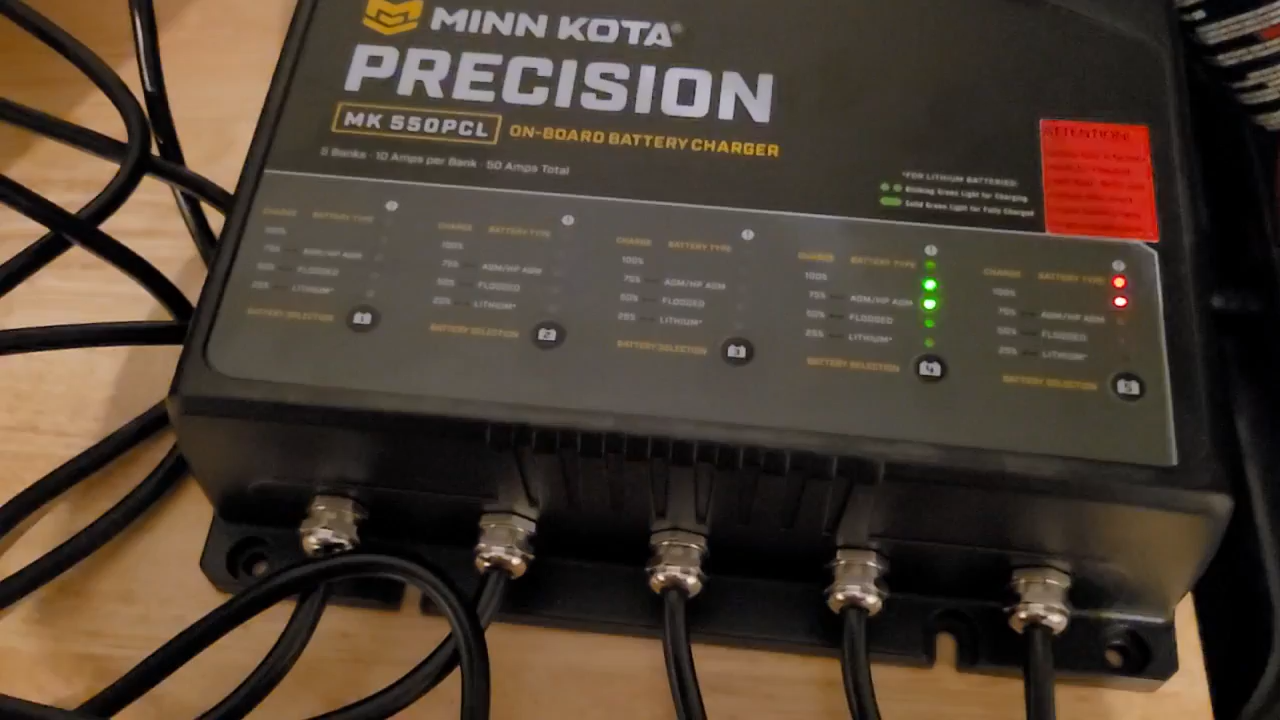 MINN KOTA®
PRECISION
MK 550PCL ON-BOARD BATTERY CHARGER
5 Banks · 10 Amps per Bank · 50 Amps Total
*FOR LITHIUM BATTERIES:
Blinking Green Light for Charging
Solid Green Light for Fully Charged
ATTENTION!
CHARGE BATTERY TYPE
100%
75% AGM/HP AGM
50% FLOODED
25% LITHIUM*
BATTERY SELECTION 1
CHARGE BATTERY TYPE
100%
75% AGM/HP AGM
50% FLOODED
25% LITHIUM*
BATTERY SELECTION 2
CHARGE BATTERY TYPE
100%
75% AGM/HP AGM
50% FLOODED
25% LITHIUM*
BATTERY SELECTION 3
CHARGE BATTERY TYPE
100%
75% AGM/HP AGM
50% FLOODED
25% LITHIUM*
BATTERY SELECTION 4
CHARGE BATTERY TYPE
100%
75% AGM/HP AGM
50% FLOODED
25% LITHIUM*
BATTERY SELECTION 5